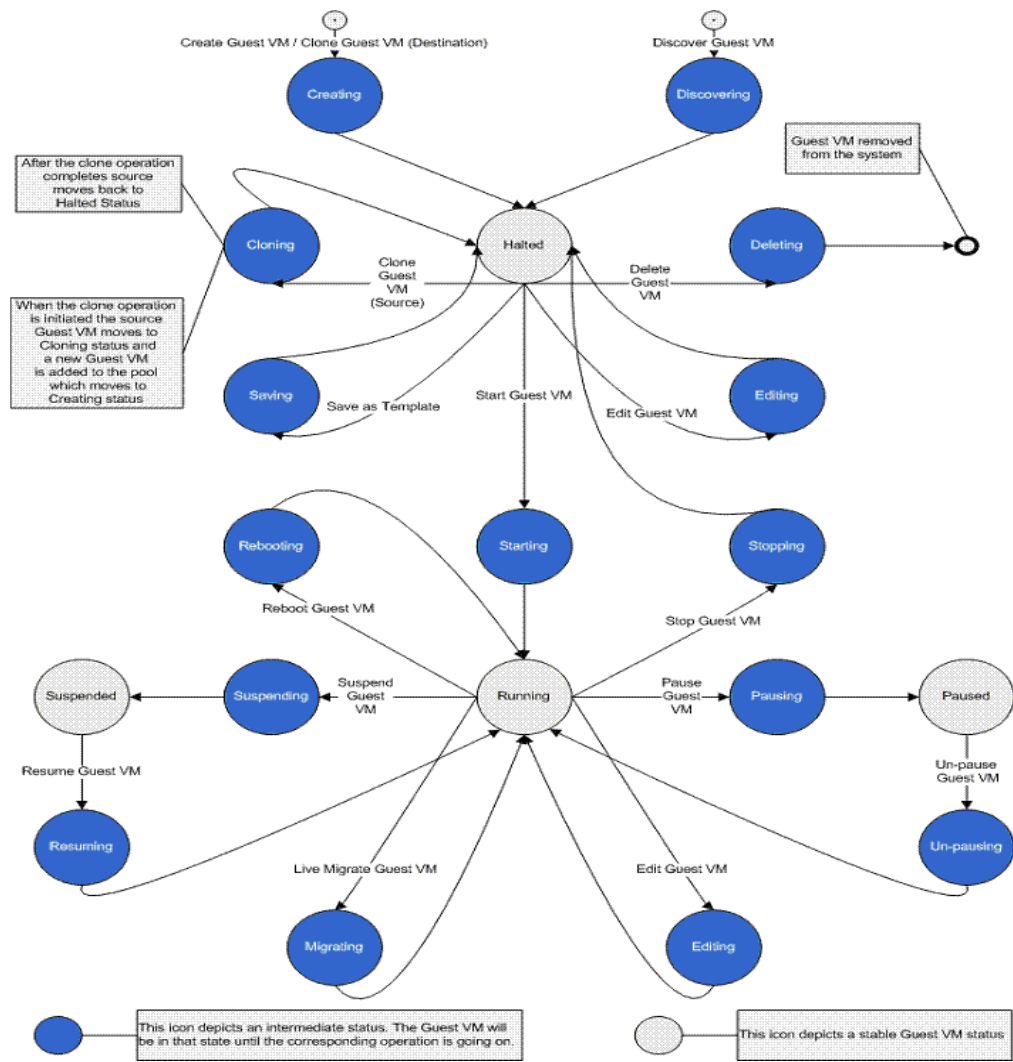 Create Guest VM / Clone Guest VM (Destination)
Discover Guest VM
Creating
Discovering
Guest VM removed
from the system
After the clone operation
completes source
moves back to
Halted Status
Cloning
Halted
Deleting
Clone
Guest
VM
(Source)
Delete
Guest
VM
When the clone operation
is initiated the source
Guest VM moves to
Cloning status and
a new Guest VM
is added to the pool
which moves to
Creating status
Saving
Save as Template
Start Guest VM
Edit Guest VM
Editing
Rebooting
Starting
Stopping
Reboot Guest VM
Stop Guest VM
Suspended
Suspending
Suspend
Guest
VM
Running
Pause
Guest
VM
Pausing
Paused
Resume Guest VM
Un-pause
Guest VM
Resuming
Un-pausing
Live Migrate Guest VM
Edit Guest VM
Migrating
Editing
This icon depicts an intermediate status. The Guest VM will
be in that state until the corresponding operation is going on.
This icon depicts a stable Guest VM status